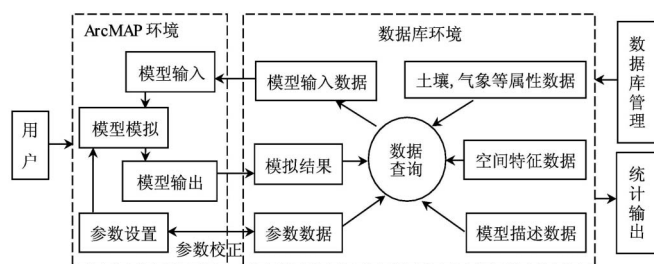 ArcMAP 环境
数据库环境
数据库管理
模型输入
模型输入数据
土壤,气象等属性数据
用户
模型模拟
数据
查询
模型输出
模拟结果
空间特征数据
统计输出
参数设置
参数校正
参数数据
模型描述数据